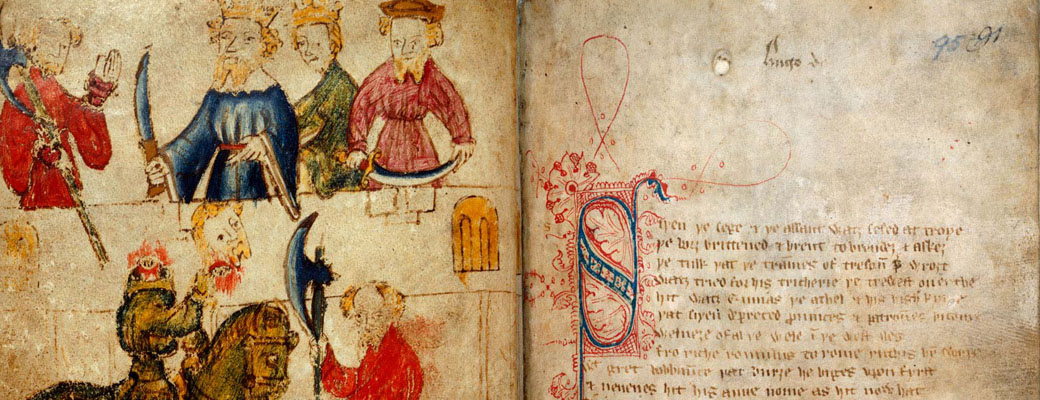 Hugo de
95 91
Siþen þe sege & þe assaut watz sesed at troye
þe borȝ brittened & brent to brondeȝ & askez
þe tulk þat þe trammes of tresoun þer wroȝt
watz tried for his tricherie þe trewest on erthe
hit watz Ennias þe athel & his highe kynde
þat siþen depreced prouinces & patrounes bicome
welneȝe of al þe wele in þe west iles
fro riche romulus to rome ricchis hym swyþe
gret bobbaunce þat burȝe he biges vpon fyrst
& neuenes hit his aune nome as hit now hat